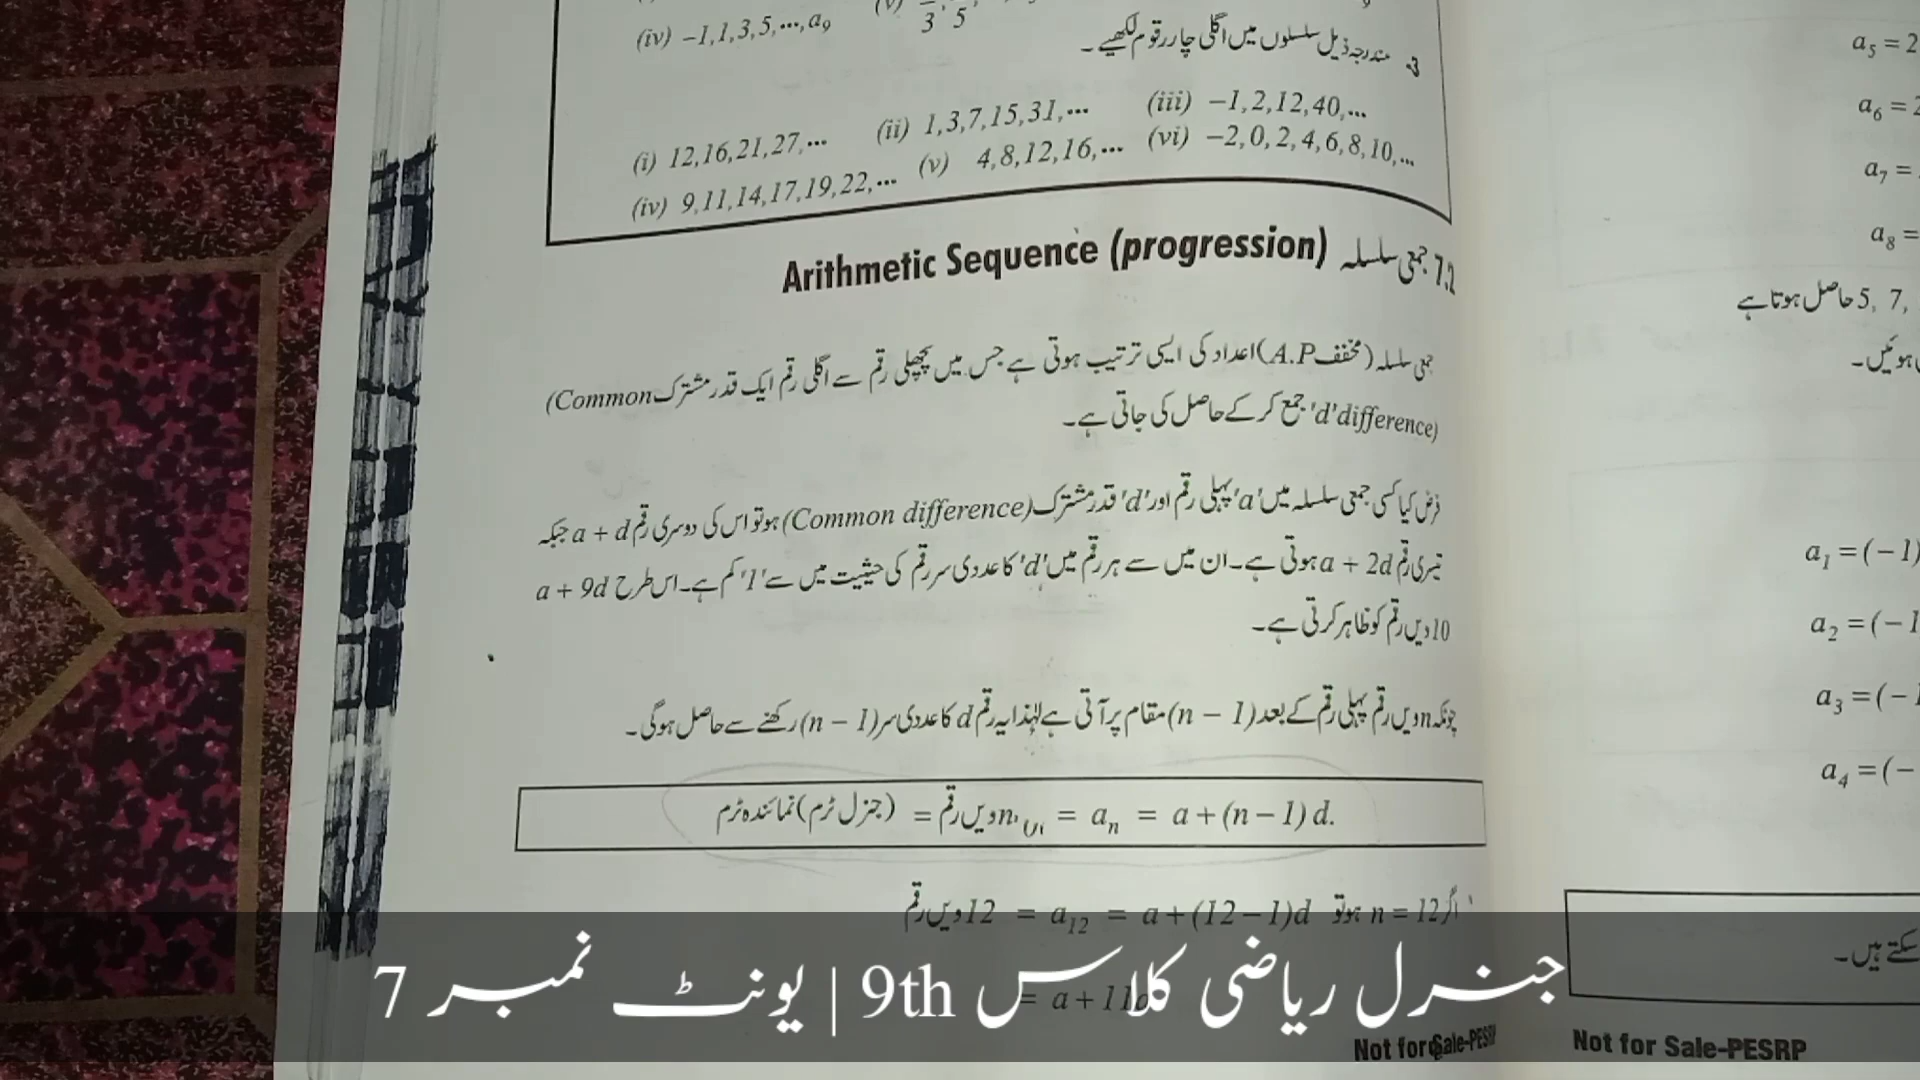 (iv) −1,1,3,5,…,a₉
3. مندرجہ ذیل سلسلوں میں اگلی چار رقوم لکھیے ۔
(i) 12,16,21,27,… (ii) 1,3,7,15,31,… (iii) −1,2,12,40,…
(iv) 9,11,14,17,19,22,… (v) 4,8,12,16,… (vi) −2,0,2,4,6,8,10,…
7.2 جمعی سلسلہ Arithmetic Sequence (progression)
جمعی سلسلہ (مخفف A.P) اعداد کی ایسی ترتیب ہوتی ہے جس میں پچھلی رقم سے اگلی رقم ایک قدر مشترک (Common
difference) 'd' جمع کر کے حاصل کی جاتی ہے۔
فرض کیا کسی جمعی سلسلہ میں 'a' پہلی رقم اور 'd' قدر مشترک (Common difference) ہو تو اس کی دوسری رقم a + d جبکہ
تیسری رقم a + 2d ہوتی ہے۔ ان میں سے ہر رقم میں 'd' کا عددی سر رقم کی حیثیت میں سے '1' کم ہے۔ اس طرح a + 9d
10 ویں رقم کو ظاہر کرتی ہے۔
چونکہ n ویں رقم پہلی رقم کے بعد (n − 1) مقام پر آتی ہے لہٰذا یہ رقم d کا عددی سر (n − 1) رکھنے سے حاصل ہوگی۔
نمائندہ ٹرم (جنرل ٹرم) = n ویں رقم = aₙ = a + (n − 1) d.
اگر n = 12 ہو تو 12 ویں رقم = a₁₂ = a + (12 − 1)d
= a + 11d
Not for Sale-PESRP
a₅ = 2
a₆ = 2
a₇ =
a₈ =
5, 7, حاصل ہوتا ہے
ہوئیں۔
a₁ = (−1)
a₂ = (−1
a₃ = (−1
a₄ = (−
سکتے ہیں۔
Not for Sale-PESRP
جنرل ریاضی کلاس 9th | یونٹ نمبر 7